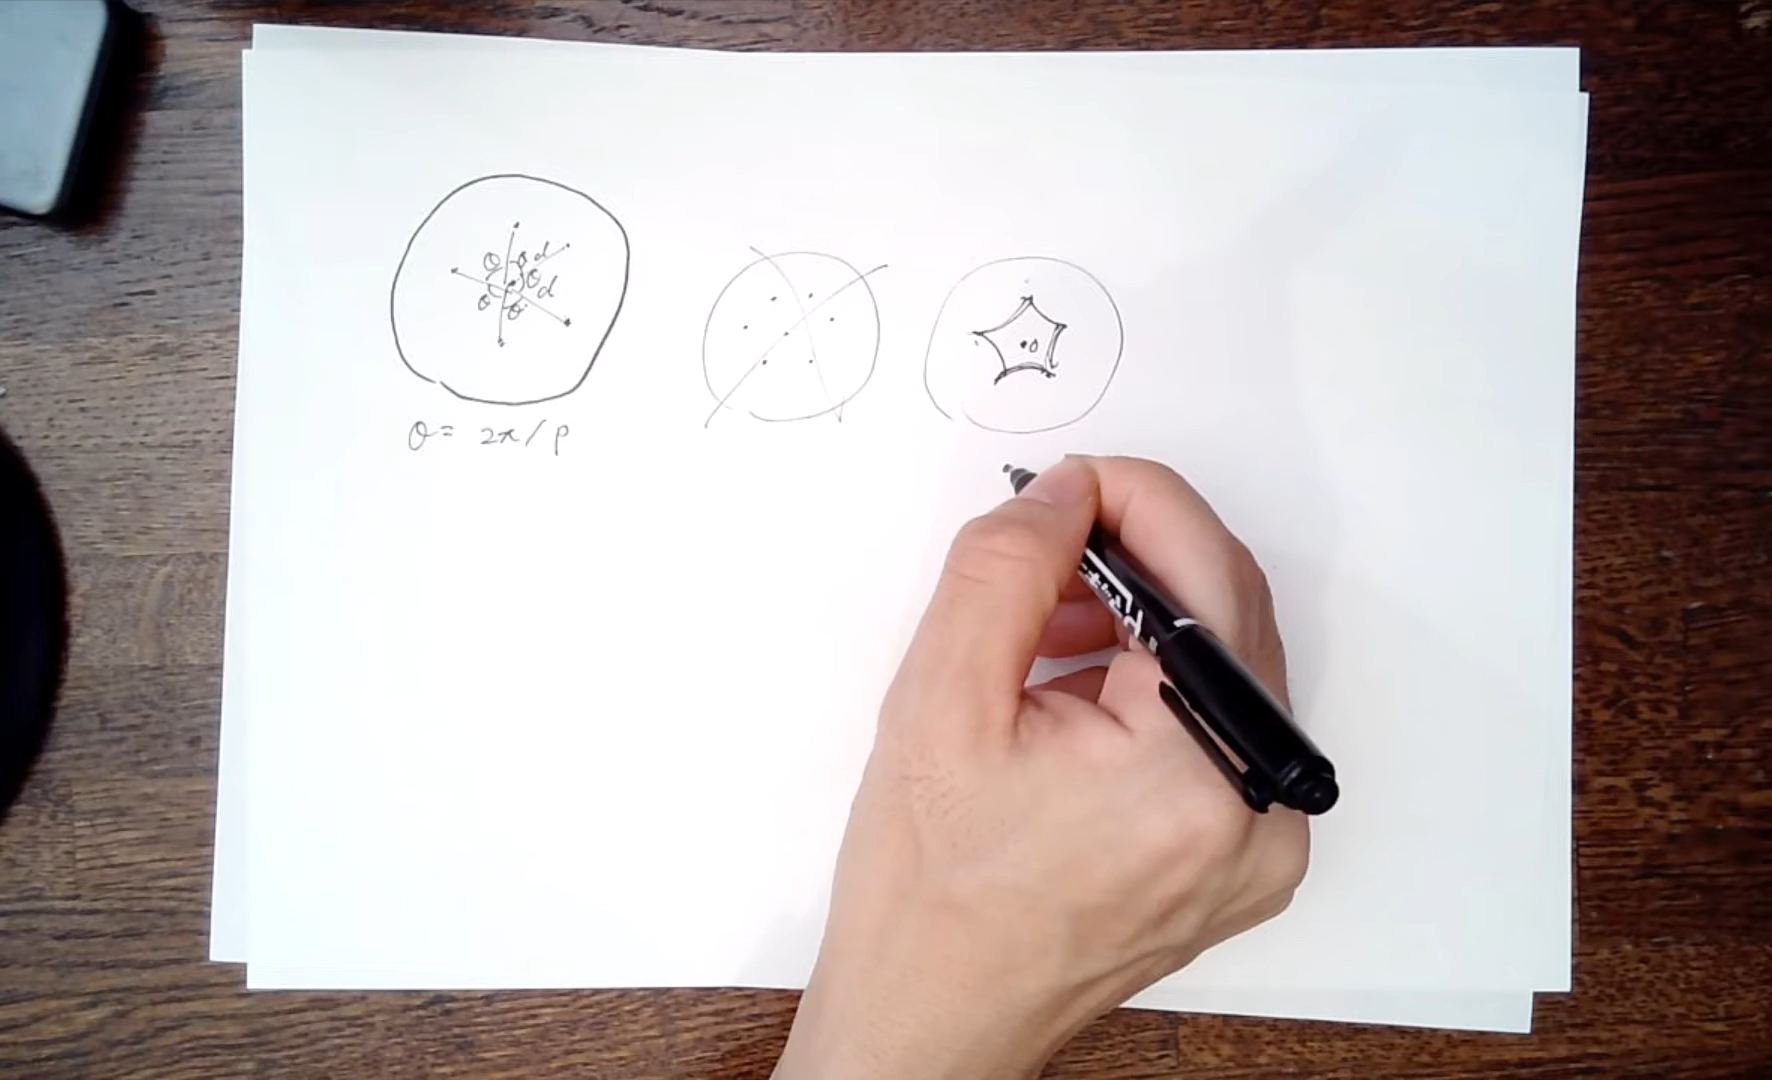 θ θ d
θ θ d
θ θ
θ = 2π / p
O